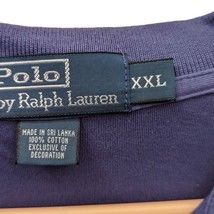 Polo
by Ralph Lauren
XXL
MADE IN SRI LANKA
100% COTTON
EXCLUSIVE OF
DECORATION